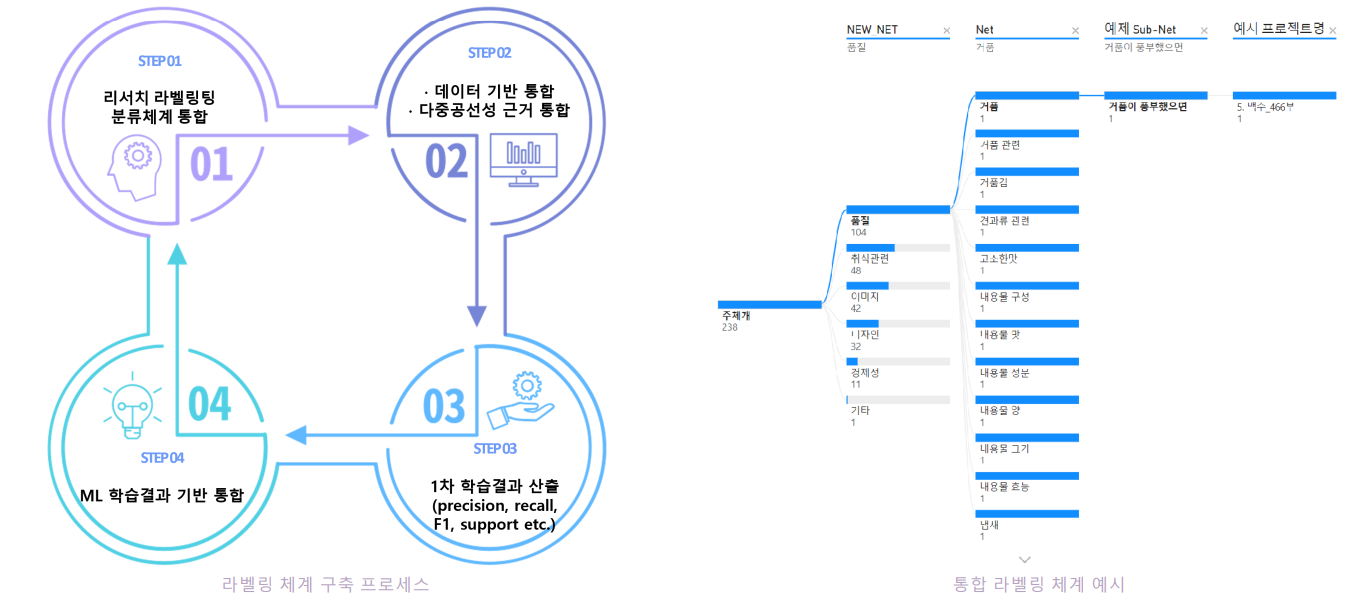 STEP 01
리서치 라벨링팅
분류체계 통합
01
STEP 02
· 데이터 기반 통합
· 다중공선성 근거 통합
02
03
STEP 03
1차 학습결과 산출
(precision, recall,
F1, support etc.)
04
STEP 04
ML 학습결과 기반 통합
라벨링 체계 구축 프로세스
NEW_NET ×
품질
Net ×
거품
예제 Sub-Net ×
거품이 풍부했으면
예시 프로젝트명 ×
주체개
238
품질
104
취식관련
48
이미지
42
디자인
32
경제성
11
기타
1
거품
1
거품 관련
1
거품김
1
견과류 관련
1
고소한맛
1
내용물 구성
1
내용물 맛
1
내용물 성분
1
내용물 양
1
내용물 크기
1
내용물 효능
1
냄새
1
거품이 풍부했으면
1
5. 백수_466부
1
통합 라벨링 체계 예시